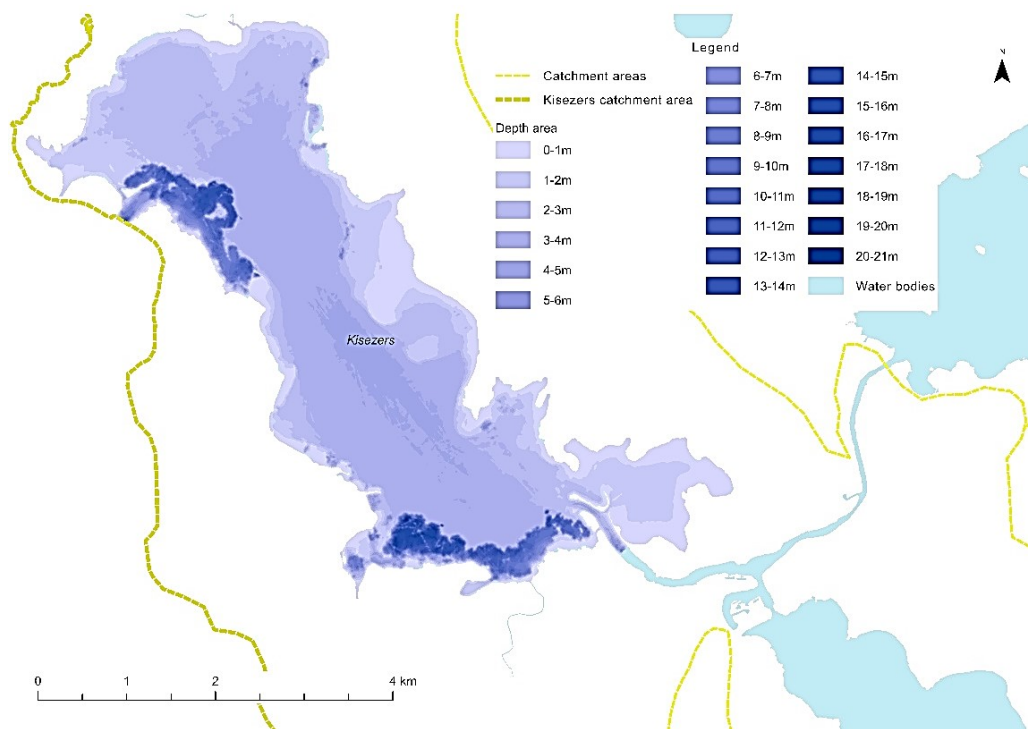 Legend
N
Catchment areas
Kisezers catchment area
Depth area
0-1m
1-2m
2-3m
3-4m
4-5m
5-6m
6-7m
7-8m
8-9m
9-10m
10-11m
11-12m
12-13m
13-14m
14-15m
15-16m
16-17m
17-18m
18-19m
19-20m
20-21m
Water bodies
Kisezers
0 1 2 4 km